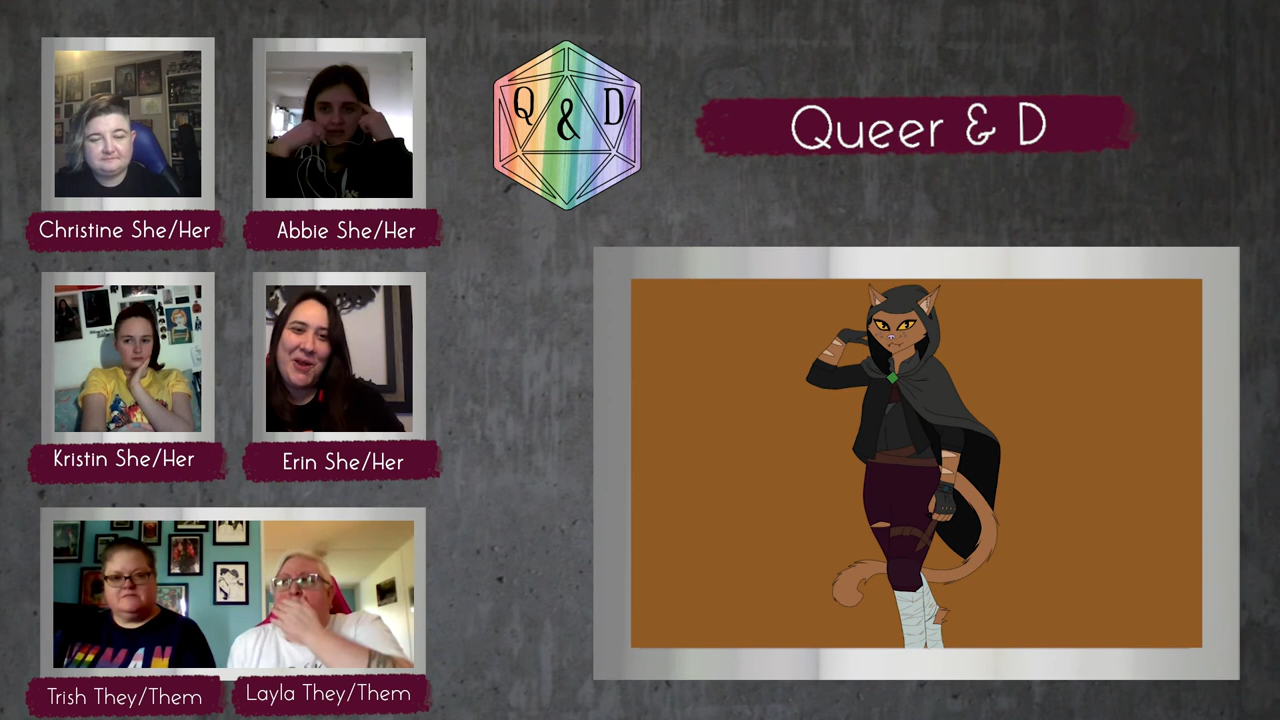 Q & D
Queer & D
Christine She/Her
Abbie She/Her
Kristin She/Her
Erin She/Her
Trish They/Them
Layla They/Them